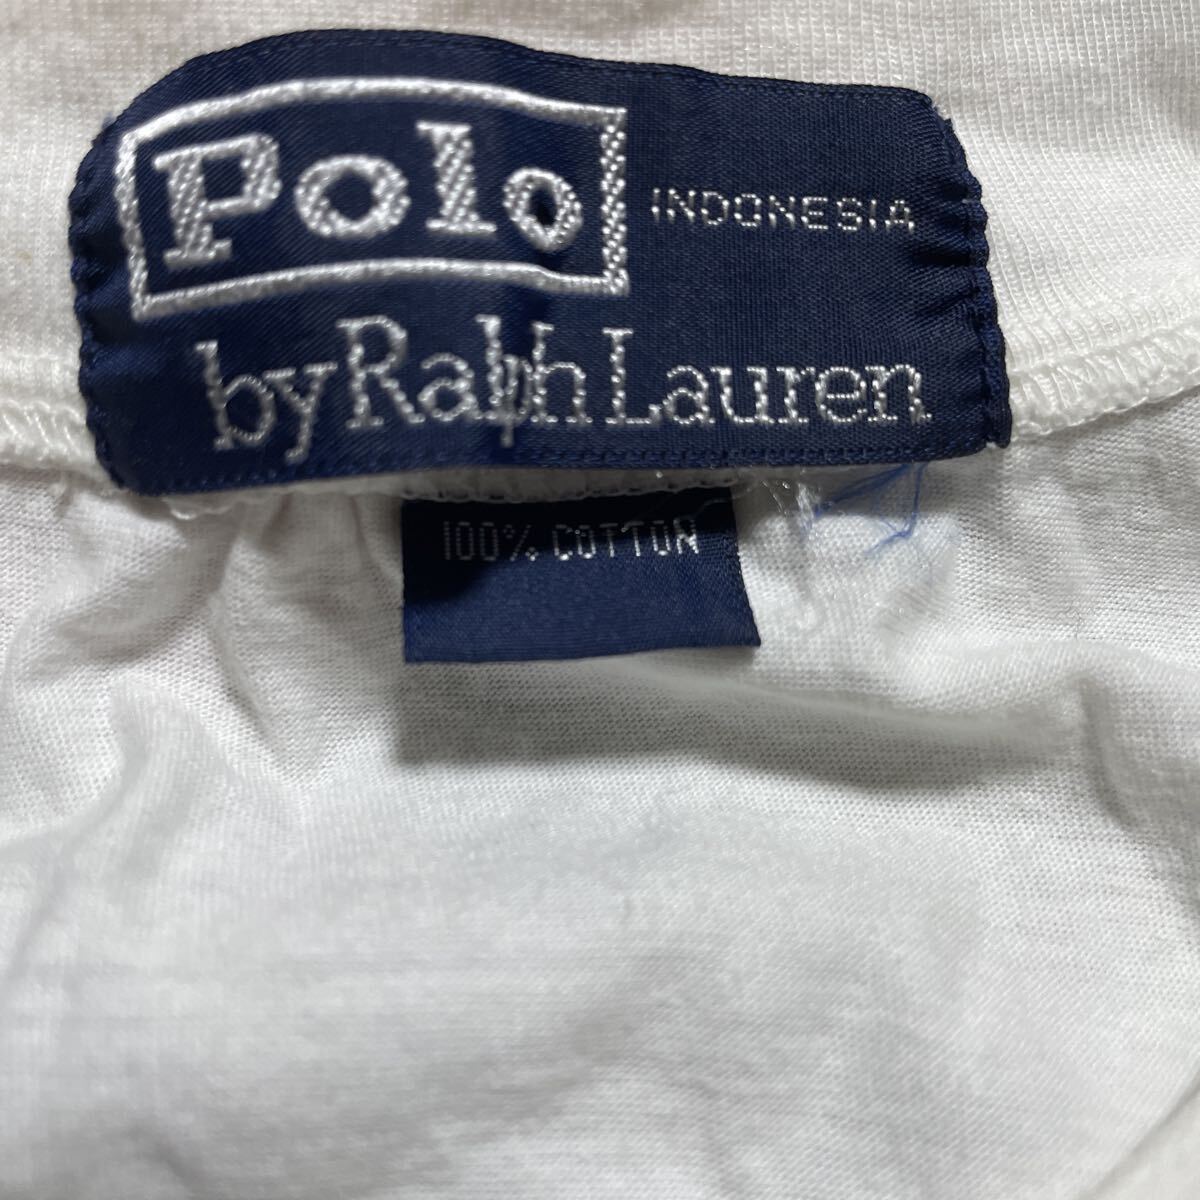 Polo INDONESIA
by Ralph Lauren
100% COTTON